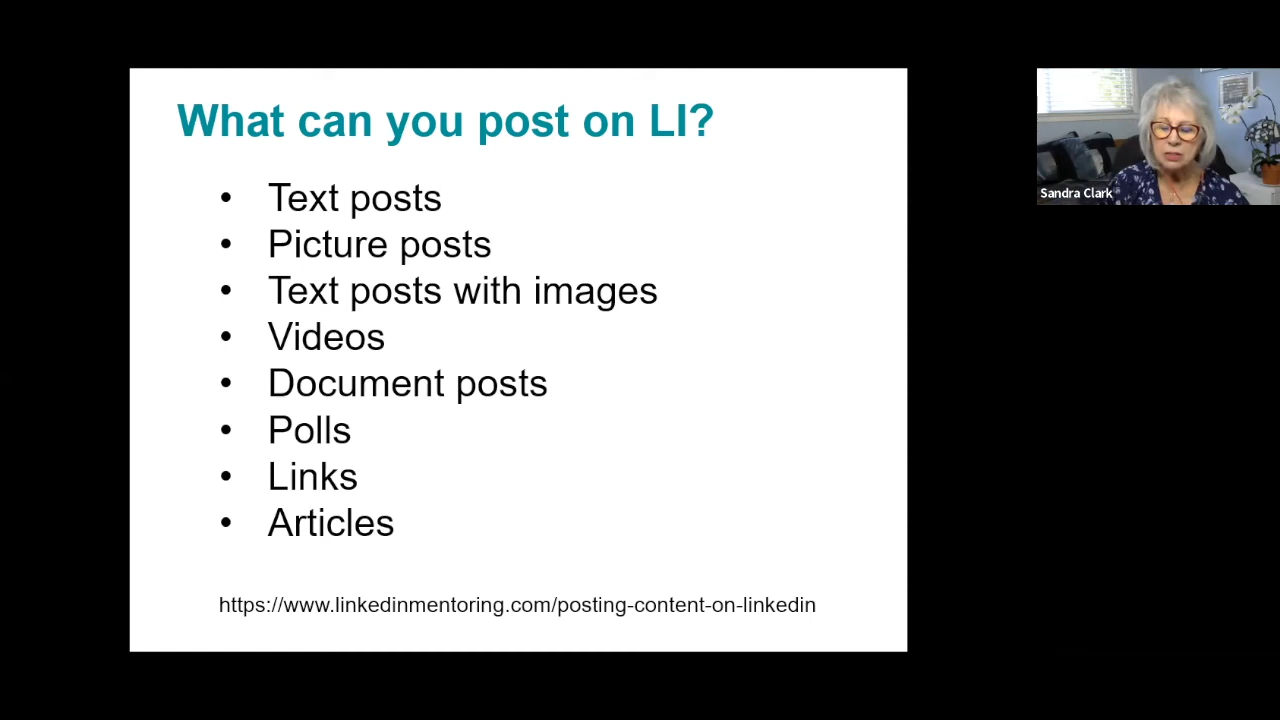 What can you post on LI?
• Text posts
• Picture posts
• Text posts with images
• Videos
• Document posts
• Polls
• Links
• Articles
https://www.linkedinmentoring.com/posting-content-on-linkedin
Sandra Clark